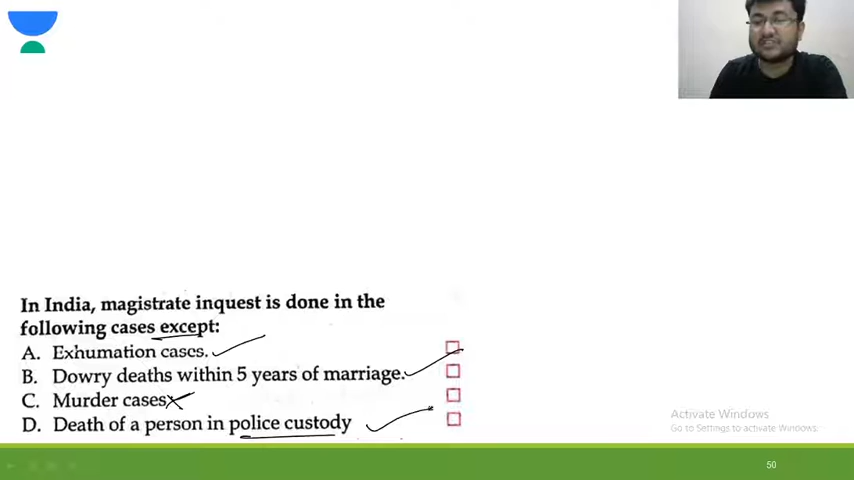 In India, magistrate inquest is done in the
following cases except:
A. Exhumation cases.
B. Dowry deaths within 5 years of marriage.
C. Murder cases
D. Death of a person in police custody
Activate Windows
Go to Settings to activate Windows.
50